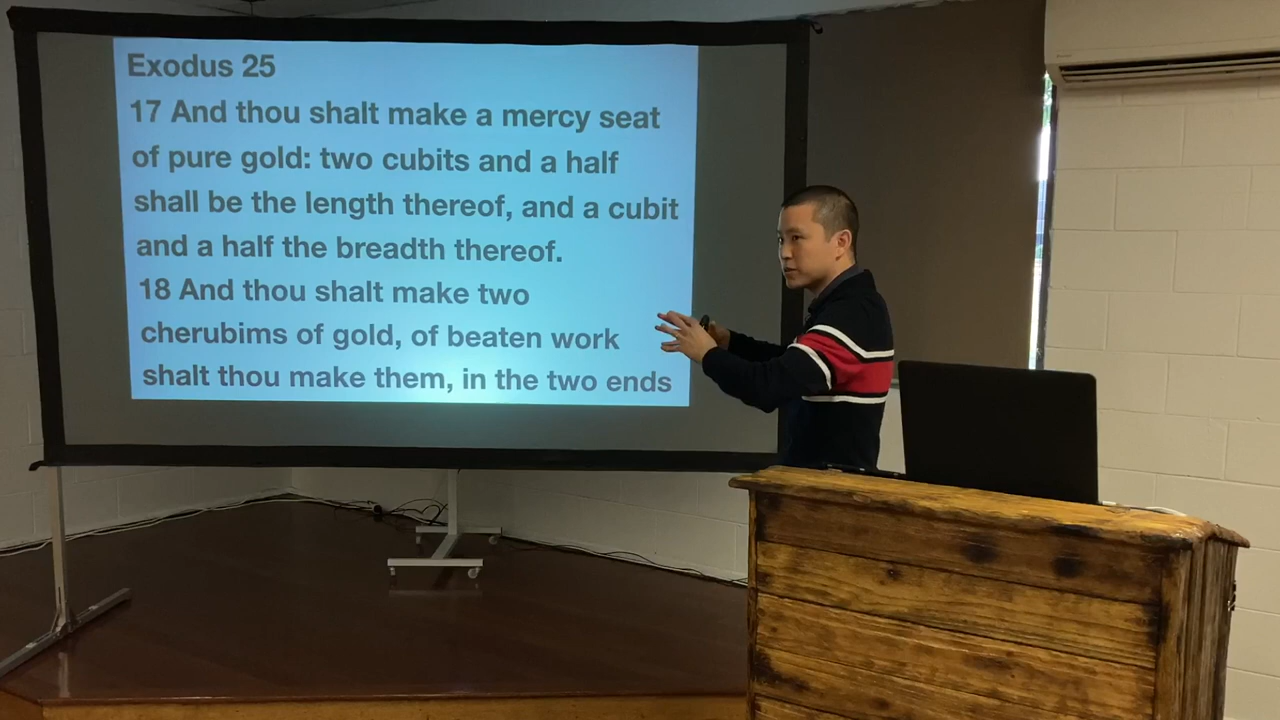 Exodus 25
17 And thou shalt make a mercy seat
of pure gold: two cubits and a half
shall be the length thereof, and a cubit
and a half the breadth thereof.
18 And thou shalt make two
cherubims of gold, of beaten work
shalt thou make them, in the two ends